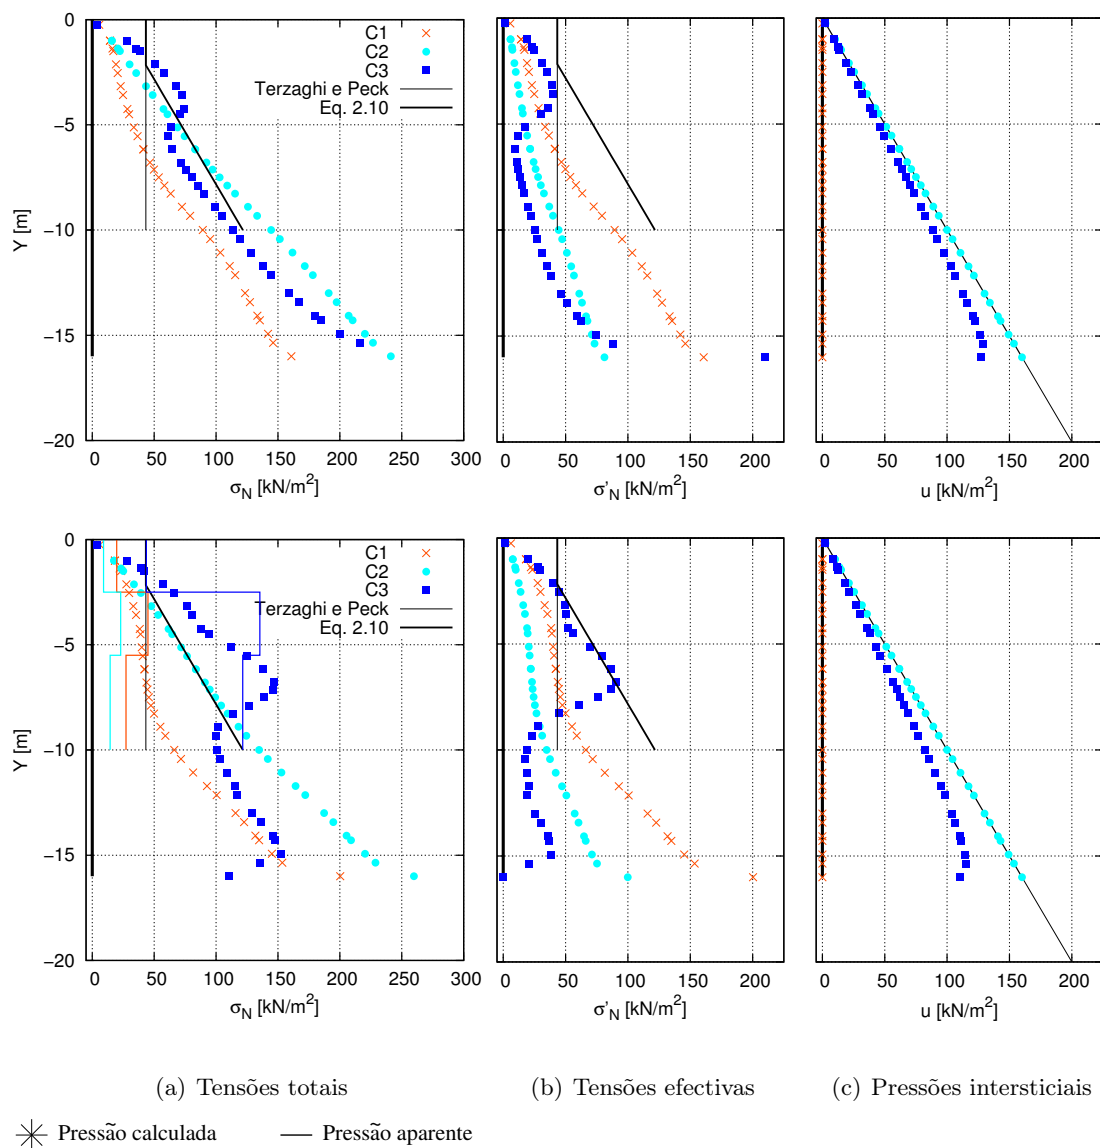 0
−5
−10
−15
−20
Y [m]
0 50 100 150 200 250 300
σN [kN/m²]
C1
C2
C3
Terzaghi e Peck
Eq. 2.10
0 50 100 150 200
σ'N [kN/m²]
0 50 100 150 200
u [kN/m²]
0
−5
−10
−15
−20
Y [m]
0 50 100 150 200 250 300
σN [kN/m²]
C1
C2
C3
Terzaghi e Peck
Eq. 2.10
0 50 100 150 200
σ'N [kN/m²]
0 50 100 150 200
u [kN/m²]
(a) Tensões totais
(b) Tensões efectivas
(c) Pressões intersticiais
Pressão calculada
Pressão aparente